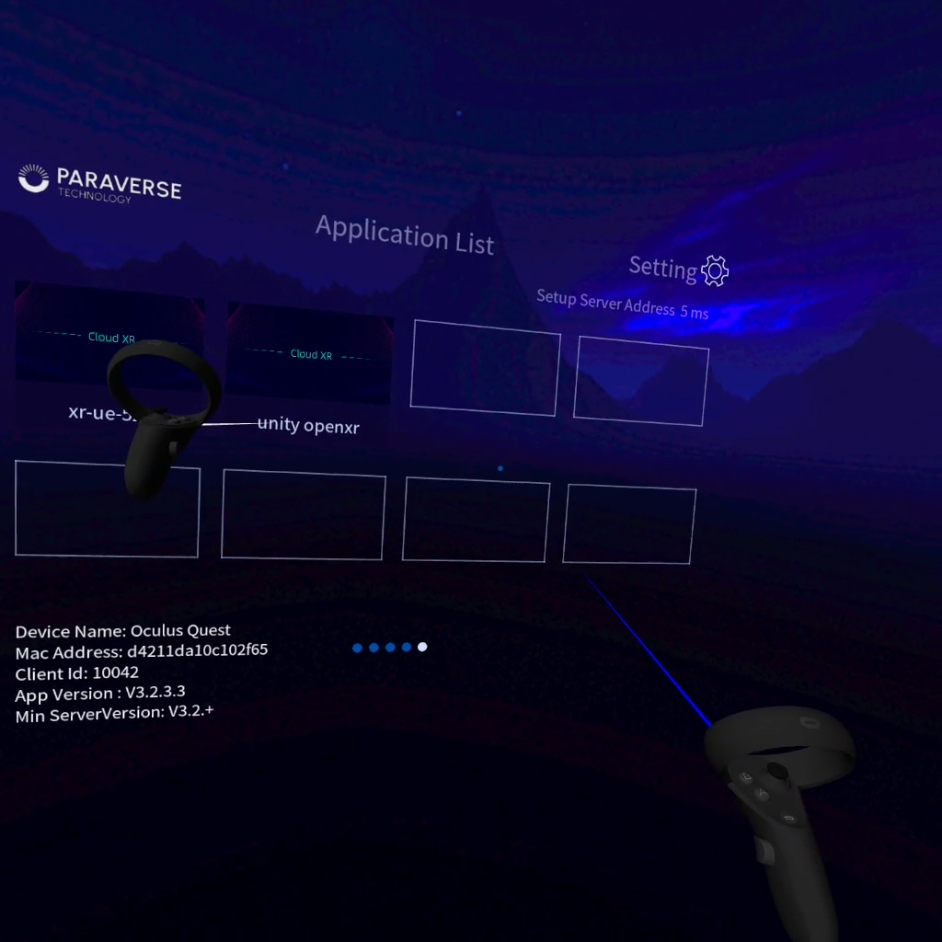 PARAVERSE
TECHNOLOGY
Application List
Setting
Setup Server Address 5 ms
Cloud XR
Cloud XR
xr-ue-5.
unity openxr
Device Name: Oculus Quest
Mac Address: d4211da10c102f65
Client Id: 10042
App Version : V3.2.3.3
Min ServerVersion: V3.2.+